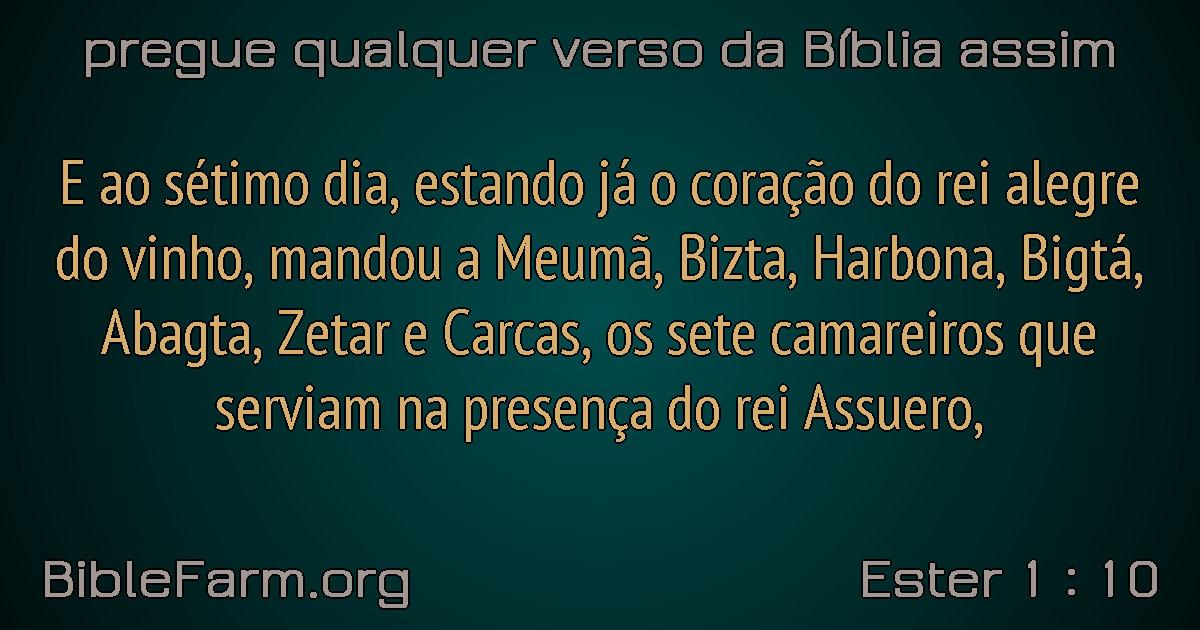 pregue qualquer verso da Bíblia assim
E ao sétimo dia, estando já o coração do rei alegre
do vinho, mandou a Meumã, Bizta, Harbona, Bigtá,
Abagta, Zetar e Carcas, os sete camareiros que
serviam na presença do rei Assuero,
BibleFarm.org
Ester 1 : 10